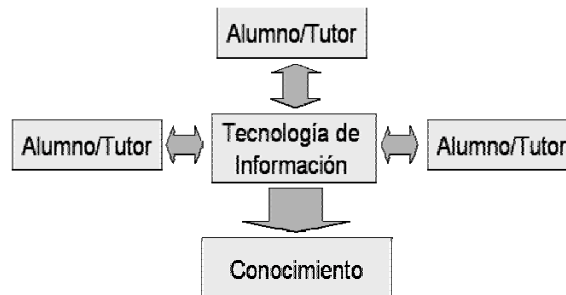 Alumno/Tutor
Alumno/Tutor
Tecnología de
Información
Alumno/Tutor
Conocimiento